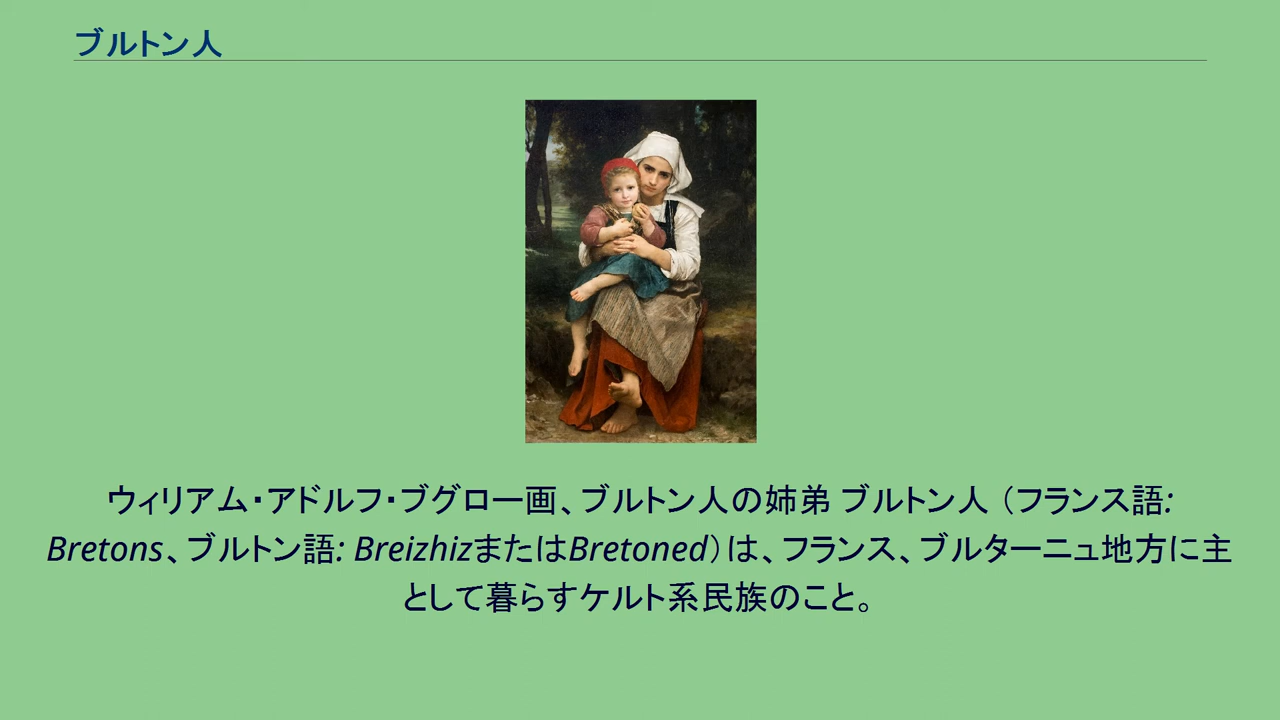 ブルトン人
ウィリアム・アドルフ・ブグロー画、ブルトン人の姉弟 ブルトン人（フランス語:
Bretons、ブルトン語: BreizhizまたはBretoned）は、フランス、ブルターニュ地方に主
として暮らすケルト系民族のこと。